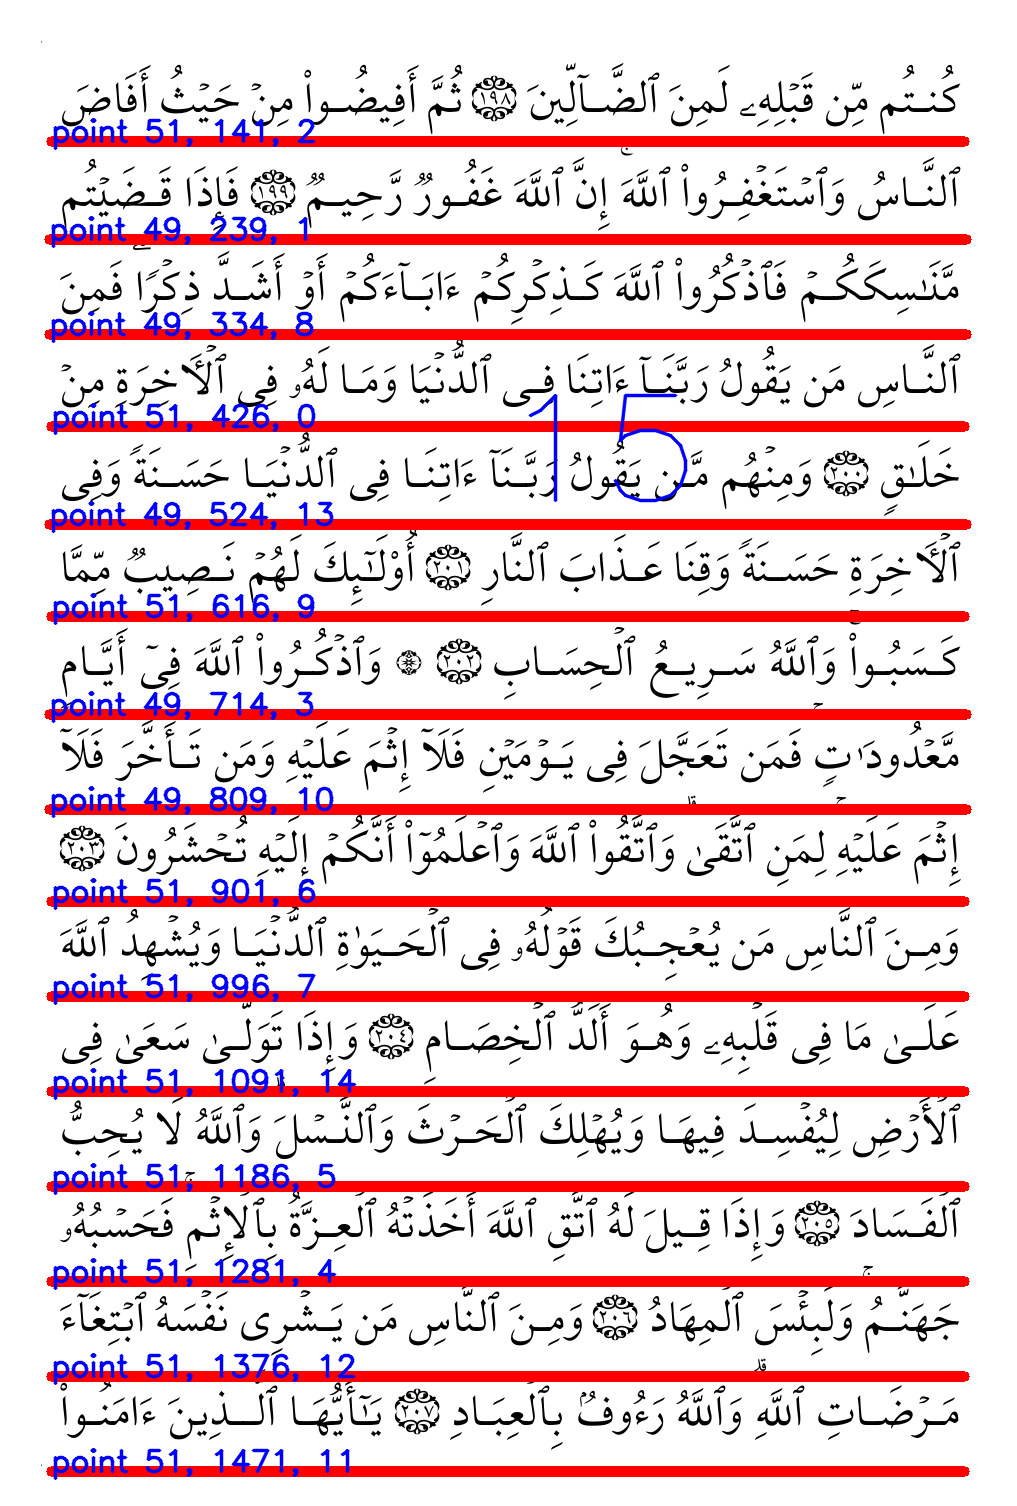 كُنتُم مِّن قَبْلِهِۦ لَمِنَ ٱلضَّآلِّينَ ١٩٨ ثُمَّ أَفِيضُوا۟ مِنْ حَيْثُ أَفَاضَ
point 51, 141, 2
ٱلنَّاسُ وَٱسْتَغْفِرُوا۟ ٱللَّهَ ۚ إِنَّ ٱللَّهَ غَفُورٌ رَّحِيمٌ ١٩٩ فَإِذَا قَضَيْتُم
point 49, 239, 1
مَّنَـٰسِكَكُمْ فَٱذْكُرُوا۟ ٱللَّهَ كَذِكْرِكُمْ ءَابَآءَكُمْ أَوْ أَشَدَّ ذِكْرًا ۗ فَمِنَ
point 49, 334, 8
ٱلنَّاسِ مَن يَقُولُ رَبَّنَآ ءَاتِنَا فِى ٱلدُّنْيَا وَمَا لَهُۥ فِى ٱلْـَٔاخِرَةِ مِنْ
point 51, 426, 0
15
خَلَـٰقٍ ٢٠٠ وَمِنْهُم مَّن يَقُولُ رَبَّنَآ ءَاتِنَا فِى ٱلدُّنْيَا حَسَنَةً وَفِى
point 49, 524, 13
ٱلْـَٔاخِرَةِ حَسَنَةً وَقِنَا عَذَابَ ٱلنَّارِ ٢٠١ أُو۟لَـٰٓئِكَ لَهُمْ نَصِيبٌ مِّمَّا
point 51, 616, 9
كَسَبُوا۟ ۚ وَٱللَّهُ سَرِيعُ ٱلْحِسَابِ ٢٠٢ ۞ وَٱذْكُرُوا۟ ٱللَّهَ فِىٓ أَيَّامٍ
point 49, 714, 3
مَّعْدُودَٰتٍ ۚ فَمَن تَعَجَّلَ فِى يَوْمَيْنِ فَلَآ إِثْمَ عَلَيْهِ وَمَن تَأَخَّرَ فَلَآ
point 49, 809, 10
إِثْمَ عَلَيْهِ ۚ لِمَنِ ٱتَّقَىٰ ۗ وَٱتَّقُوا۟ ٱللَّهَ وَٱعْلَمُوٓا۟ أَنَّكُمْ إِلَيْهِ تُحْشَرُونَ ٢٠٣
point 51, 901, 6
وَمِنَ ٱلنَّاسِ مَن يُعْجِبُكَ قَوْلُهُۥ فِى ٱلْحَيَوٰةِ ٱلدُّنْيَا وَيُشْهِدُ ٱللَّهَ
point 51, 996, 7
عَلَىٰ مَا فِى قَلْبِهِۦ وَهُوَ أَلَدُّ ٱلْخِصَامِ ٢٠٤ وَإِذَا تَوَلَّىٰ سَعَىٰ فِى
point 51, 1091, 14
ٱلْأَرْضِ لِيُفْسِدَ فِيهَا وَيُهْلِكَ ٱلْحَرْثَ وَٱلنَّسْلَ ۗ وَٱللَّهُ لَا يُحِبُّ
point 51, 1186, 5
ٱلْفَسَادَ ٢٠٥ وَإِذَا قِيلَ لَهُ ٱتَّقِ ٱللَّهَ أَخَذَتْهُ ٱلْعِزَّةُ بِٱلْإِثْمِ ۚ فَحَسْبُهُۥ
point 51, 1281, 4
جَهَنَّمُ ۚ وَلَبِئْسَ ٱلْمِهَادُ ٢٠٦ وَمِنَ ٱلنَّاسِ مَن يَشْرِى نَفْسَهُ ٱبْتِغَآءَ
point 51, 1376, 12
مَرْضَاتِ ٱللَّهِ ۗ وَٱللَّهُ رَءُوفٌۢ بِٱلْعِبَادِ ٢٠٧ يَـٰٓأَيُّهَا ٱلَّذِينَ ءَامَنُوا۟
point 51, 1471, 11